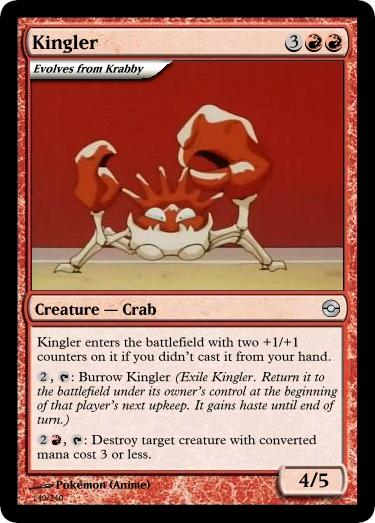 Kingler 3
Evolves from Krabby
Creature — Crab
Kingler enters the battlefield with two +1/+1
counters on it if you didn't cast it from your hand.
2, : Burrow Kingler (Exile Kingler. Return it to
the battlefield under its owner's control at the beginning
of that player's next upkeep. It gains haste until end of
turn.)
2 , : Destroy target creature with converted
mana cost 3 or less.
4/5
Pokémon (Anime)
140/240